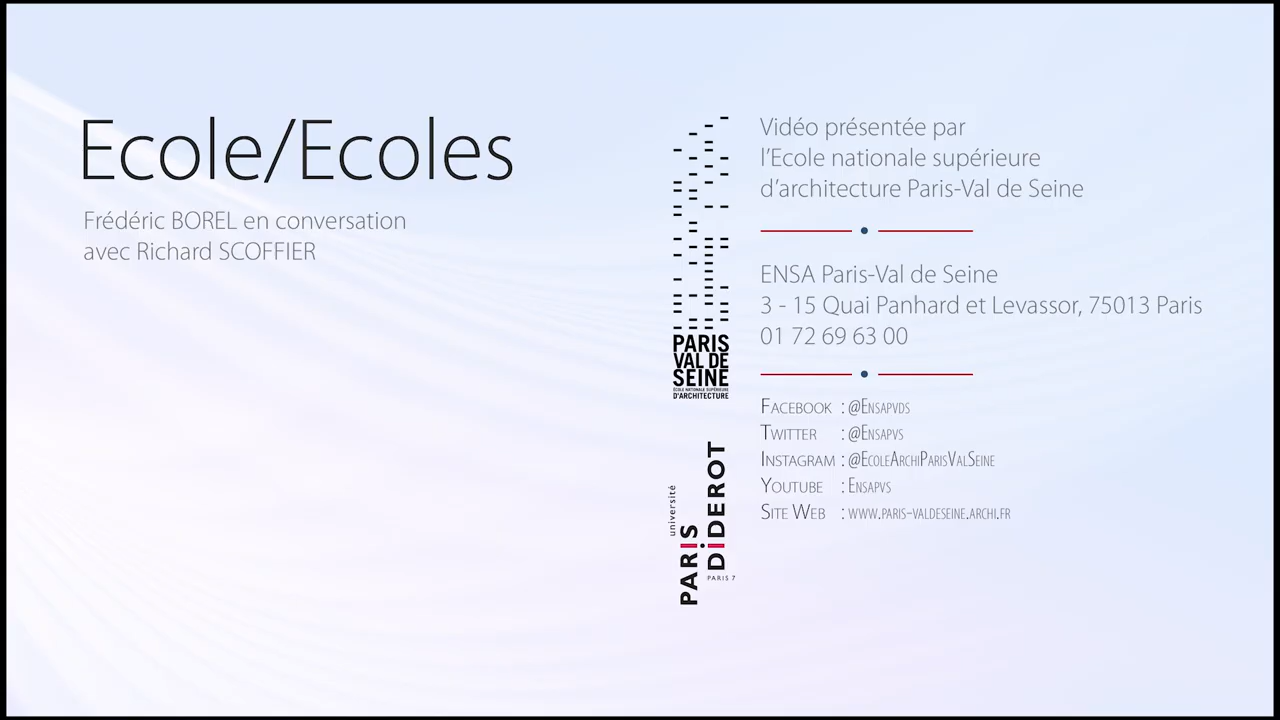 Ecole/Ecoles
Frédéric BOREL en conversation
avec Richard SCOFFIER
PARIS
VAL DE
SEINE
ÉCOLE NATIONALE SUPÉRIEURE
D'ARCHITECTURE
université
PARIS
DIDEROT
PARIS 7
Vidéo présentée par
l'Ecole nationale supérieure
d'architecture Paris-Val de Seine
ENSA Paris-Val de Seine
3 - 15 Quai Panhard et Levassor, 75013 Paris
01 72 69 63 00
Facebook : @Ensapvds
Twitter : @Ensapvs
Instagram : @EcoleArchiParisValSeine
Youtube : Ensapvs
Site Web : www.paris-valdeseine.archi.fr